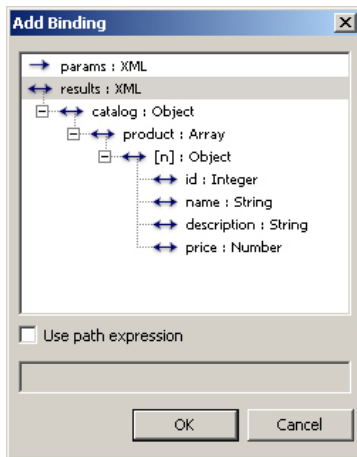 Add Binding
params : XML
results : XML
catalog : Object
product : Array
[n] : Object
id : Integer
name : String
description : String
price : Number
Use path expression
OK Cancel